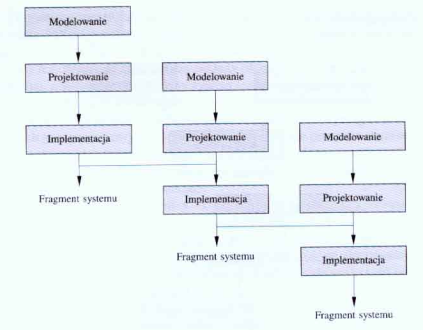 Modelowanie
Projektowanie
Modelowanie
Implementacja
Projektowanie
Modelowanie
Fragment systemu
Implementacja
Projektowanie
Fragment systemu
Implementacja
Fragment systemu